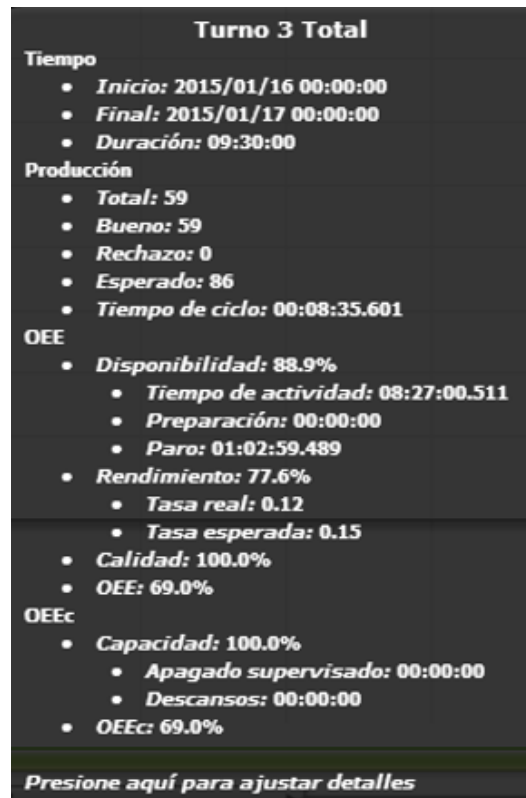 Turno 3 Total
Tiempo
• Inicio: 2015/01/16 00:00:00
• Final: 2015/01/17 00:00:00
• Duración: 09:30:00
Producción
• Total: 59
• Bueno: 59
• Rechazo: 0
• Esperado: 86
• Tiempo de ciclo: 00:08:35.601
OEE
• Disponibilidad: 88.9%
• Tiempo de actividad: 08:27:00.511
• Preparación: 00:00:00
• Paro: 01:02:59.489
• Rendimiento: 77.6%
• Tasa real: 0.12
• Tasa esperada: 0.15
• Calidad: 100.0%
• OEE: 69.0%
OEEc
• Capacidad: 100.0%
• Apagado supervisado: 00:00:00
• Descansos: 00:00:00
• OEEc: 69.0%
Presione aquí para ajustar detalles